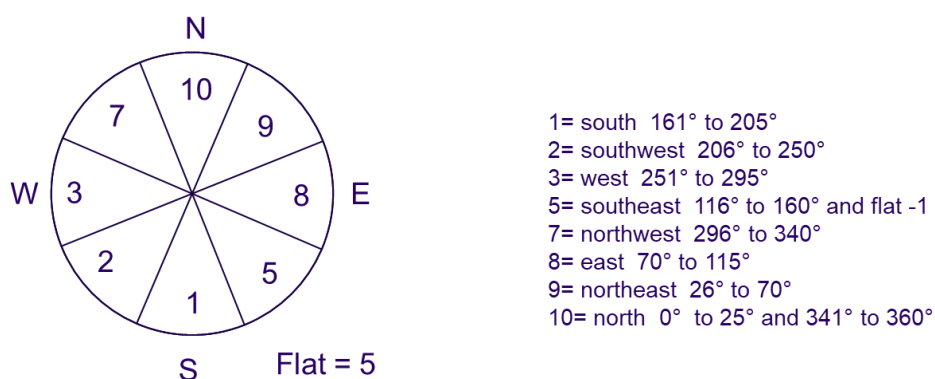 N
10
7
9
W
3
8
E
2
5
1
S
Flat = 5
1= south 161° to 205°
2= southwest 206° to 250°
3= west 251° to 295°
5= southeast 116° to 160° and flat -1
7= northwest 296° to 340°
8= east 70° to 115°
9= northeast 26° to 70°
10= north 0° to 25° and 341° to 360°